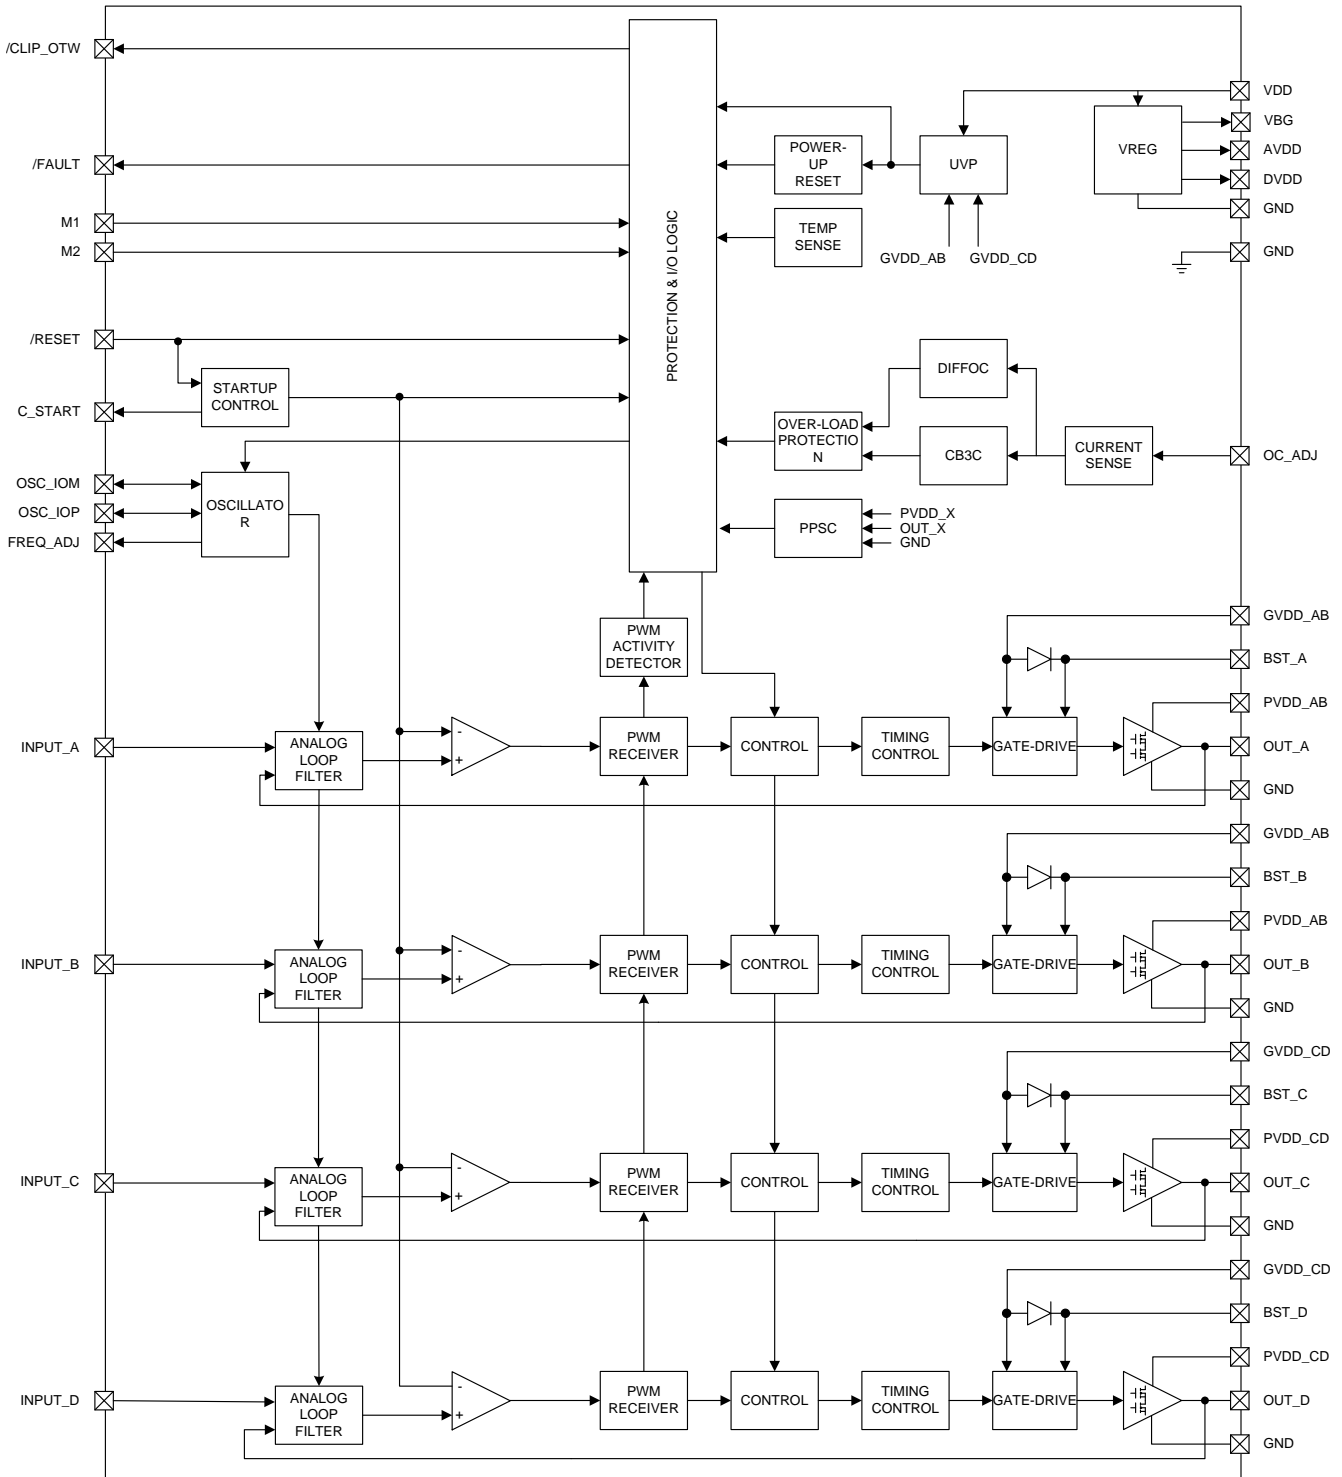 /CLIP_OTW
VDD
VBG
AVDD
DVDD
GND
GND
VREG
UVP
POWER-
UP
RESET
/FAULT
M1
M2
TEMP
SENSE
GVDD_AB
GVDD_CD
PROTECTION & I/O LOGIC
/RESET
STARTUP
CONTROL
C_START
DIFFOC
OVER-LOAD
PROTECTIO
N
CB3C
CURRENT
SENSE
OC_ADJ
OSC_IOM
OSC_IOP
FREQ_ADJ
OSCILLATO
R
PPSC
PVDD_X
OUT_X
GND
PWM
ACTIVITY
DETECTOR
GVDD_AB
BST_A
PVDD_AB
INPUT_A
ANALOG
LOOP
FILTER
-
+
PWM
RECEIVER
CONTROL
TIMING
CONTROL
GATE-DRIVE
OUT_A
GND
GVDD_AB
BST_B
PVDD_AB
INPUT_B
ANALOG
LOOP
FILTER
-
+
PWM
RECEIVER
CONTROL
TIMING
CONTROL
GATE-DRIVE
OUT_B
GND
GVDD_CD
BST_C
PVDD_CD
INPUT_C
ANALOG
LOOP
FILTER
-
+
PWM
RECEIVER
CONTROL
TIMING
CONTROL
GATE-DRIVE
OUT_C
GND
GVDD_CD
BST_D
PVDD_CD
INPUT_D
ANALOG
LOOP
FILTER
-
+
PWM
RECEIVER
CONTROL
TIMING
CONTROL
GATE-DRIVE
OUT_D
GND